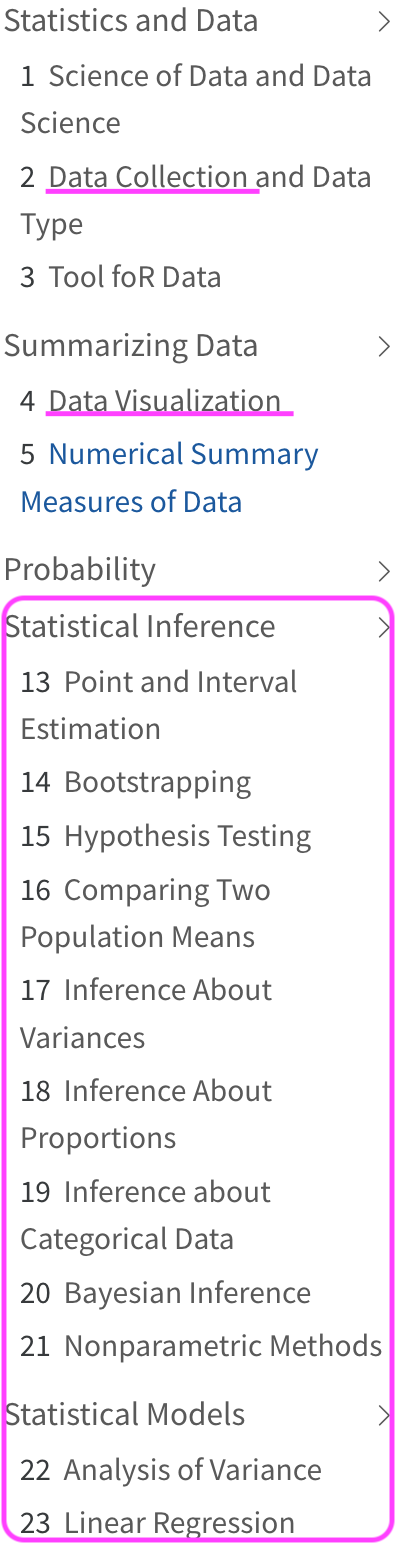 Statistics and Data
1 Science of Data and Data
Science
2 Data Collection and Data
Type
3 Tool foR Data
Summarizing Data
4 Data Visualization
5 Numerical Summary
Measures of Data
Probability
Statistical Inference
13 Point and Interval
Estimation
14 Bootstrapping
15 Hypothesis Testing
16 Comparing Two
Population Means
17 Inference About
Variances
18 Inference About
Proportions
19 Inference about
Categorical Data
20 Bayesian Inference
21 Nonparametric Methods
Statistical Models
22 Analysis of Variance
23 Linear Regression